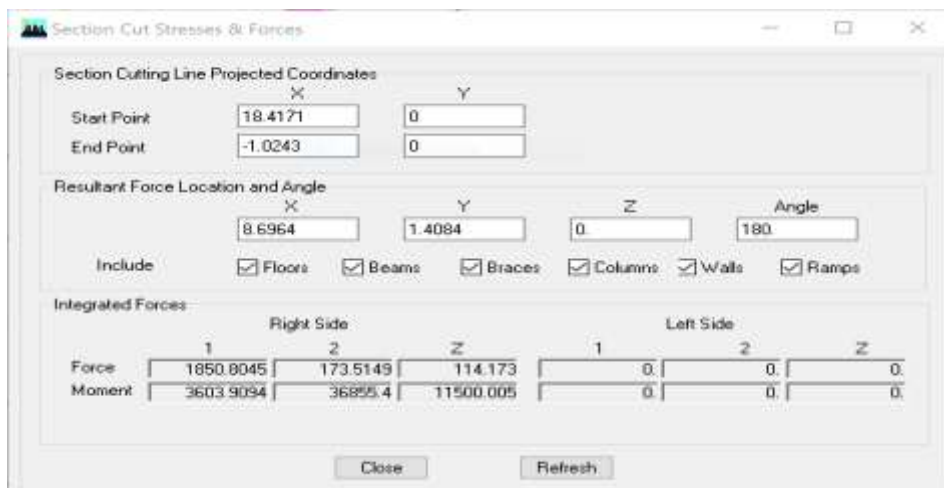 Section Cut Stresses & Forces
Section Cutting Line Projected Coordinates
X Y
Start Point 18.4171 0
End Point -1.0243 0
Resultant Force Location and Angle
X Y Z Angle
8.6964 1.4084 0. 180.
Include Floors Beams Braces Columns Walls Ramps
Integrated Forces
Right Side Left Side
1 2 Z 1 2 Z
Force 1850.8045 173.5149 114.173 0. 0. 0.
Moment 3603.9094 36855.4 11500.005 0. 0. 0.
Close Refresh